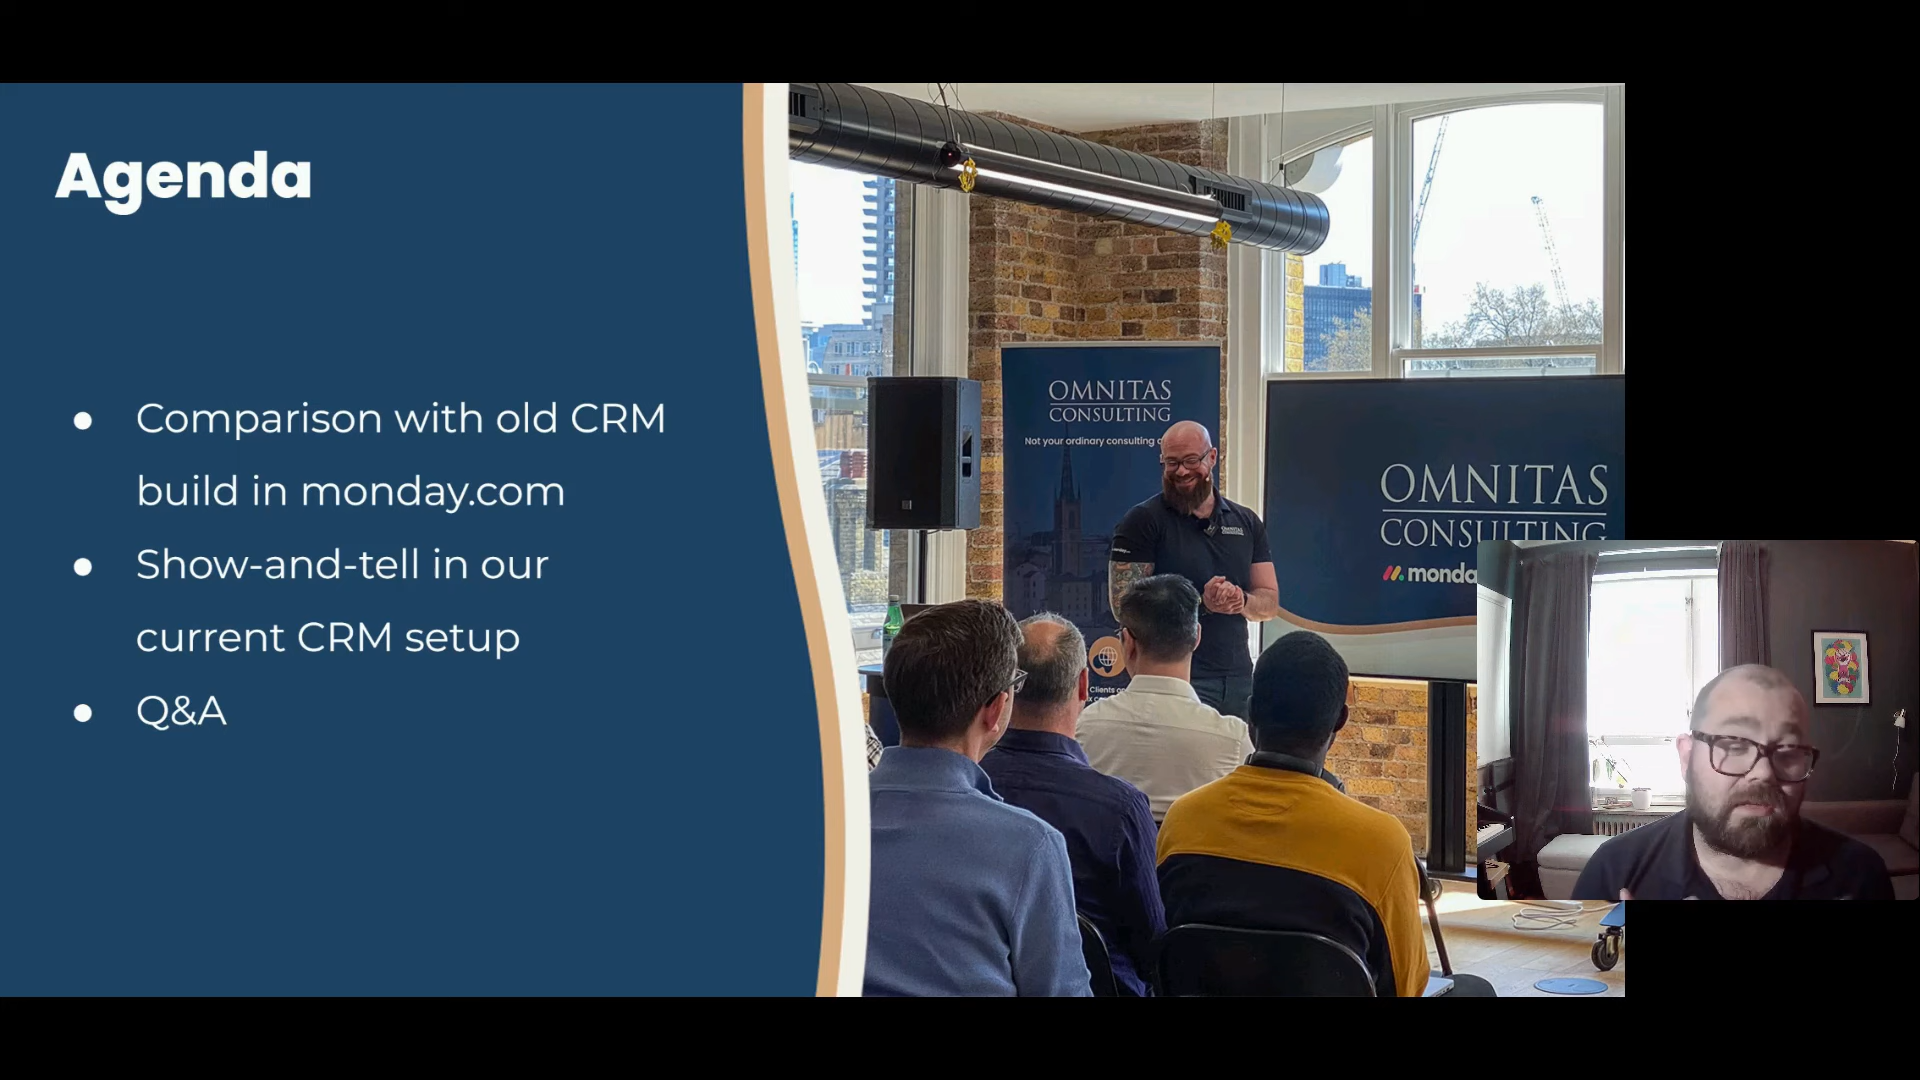 Agenda
● Comparison with old CRM
build in monday.com
● Show-and-tell in our
current CRM setup
● Q&A
OMNITAS
CONSULTING
Not your ordinary consulting
Clients
OMNITAS
CONSULTING
monda